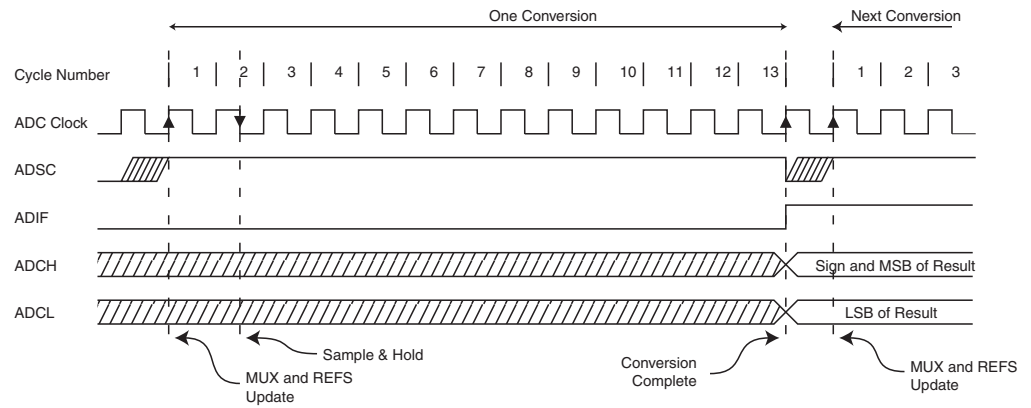 One Conversion
Next Conversion
Cycle Number 1 2 3 4 5 6 7 8 9 10 11 12 13 1 2 3
ADC Clock
ADSC
ADIF
ADCH
Sign and MSB of Result
ADCL
LSB of Result
MUX and REFS
Update
Sample & Hold
Conversion
Complete
MUX and REFS
Update